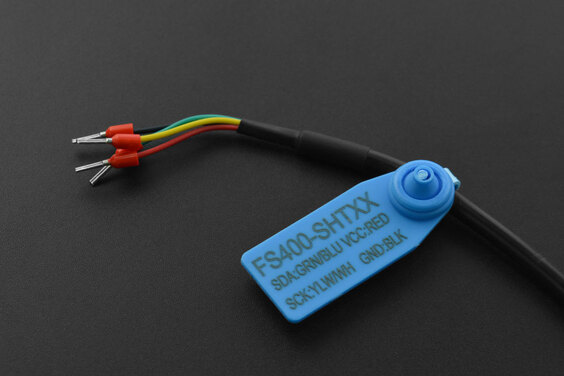 FS400-SHTXX
SDA:GRN/BLU VCC:RED
SCK:YLW/WH GND:BLK